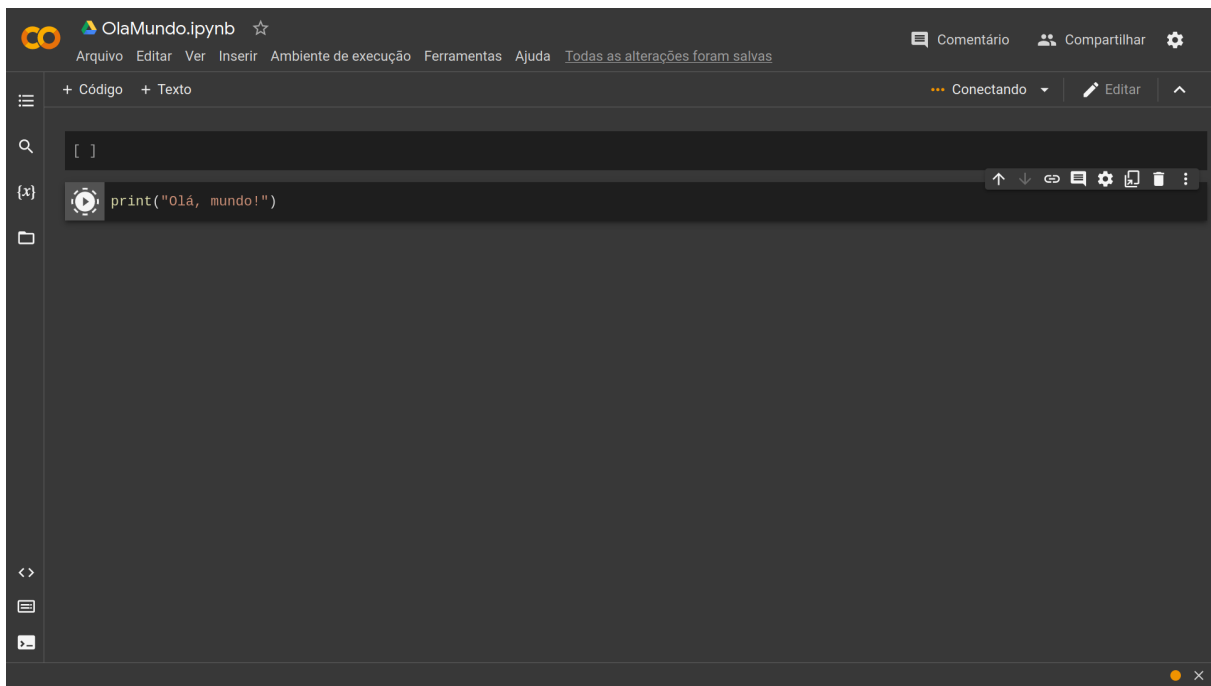 OlaMundo.ipynb
Comentário Compartilhar
Arquivo Editar Ver Inserir Ambiente de execução Ferramentas Ajuda Todas as alterações foram salvas
+ Código + Texto ... Conectando Editar
[ ]
{x}
print("Olá, mundo!")